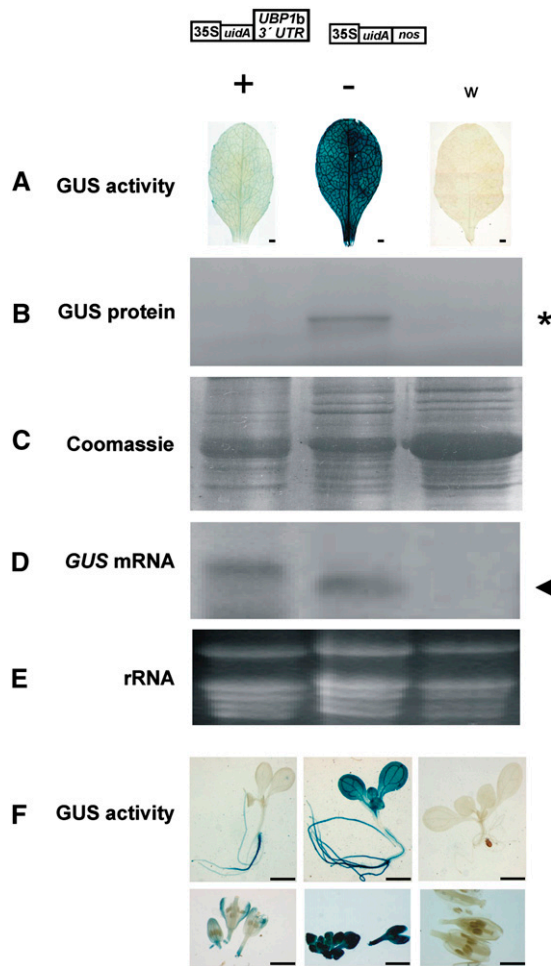 35S uidA UBP1b 3´ UTR
35S uidA nos
+ - w
A GUS activity
B GUS protein *
C Coomassie
D GUS mRNA
E rRNA
F GUS activity